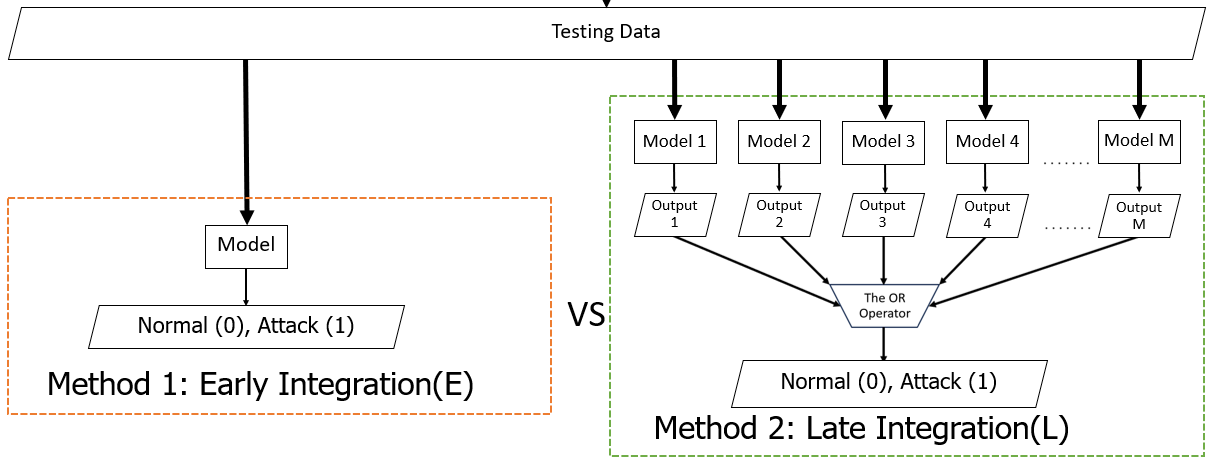 Testing Data
Model 1
Model 2
Model 3
Model 4
.......
Model M
Output
1
Output
2
Output
3
Output
4
.......
Output
M
Model
The OR
Operator
VS
Normal (0), Attack (1)
Normal (0), Attack (1)
Method 1: Early Integration(E)
Method 2: Late Integration(L)